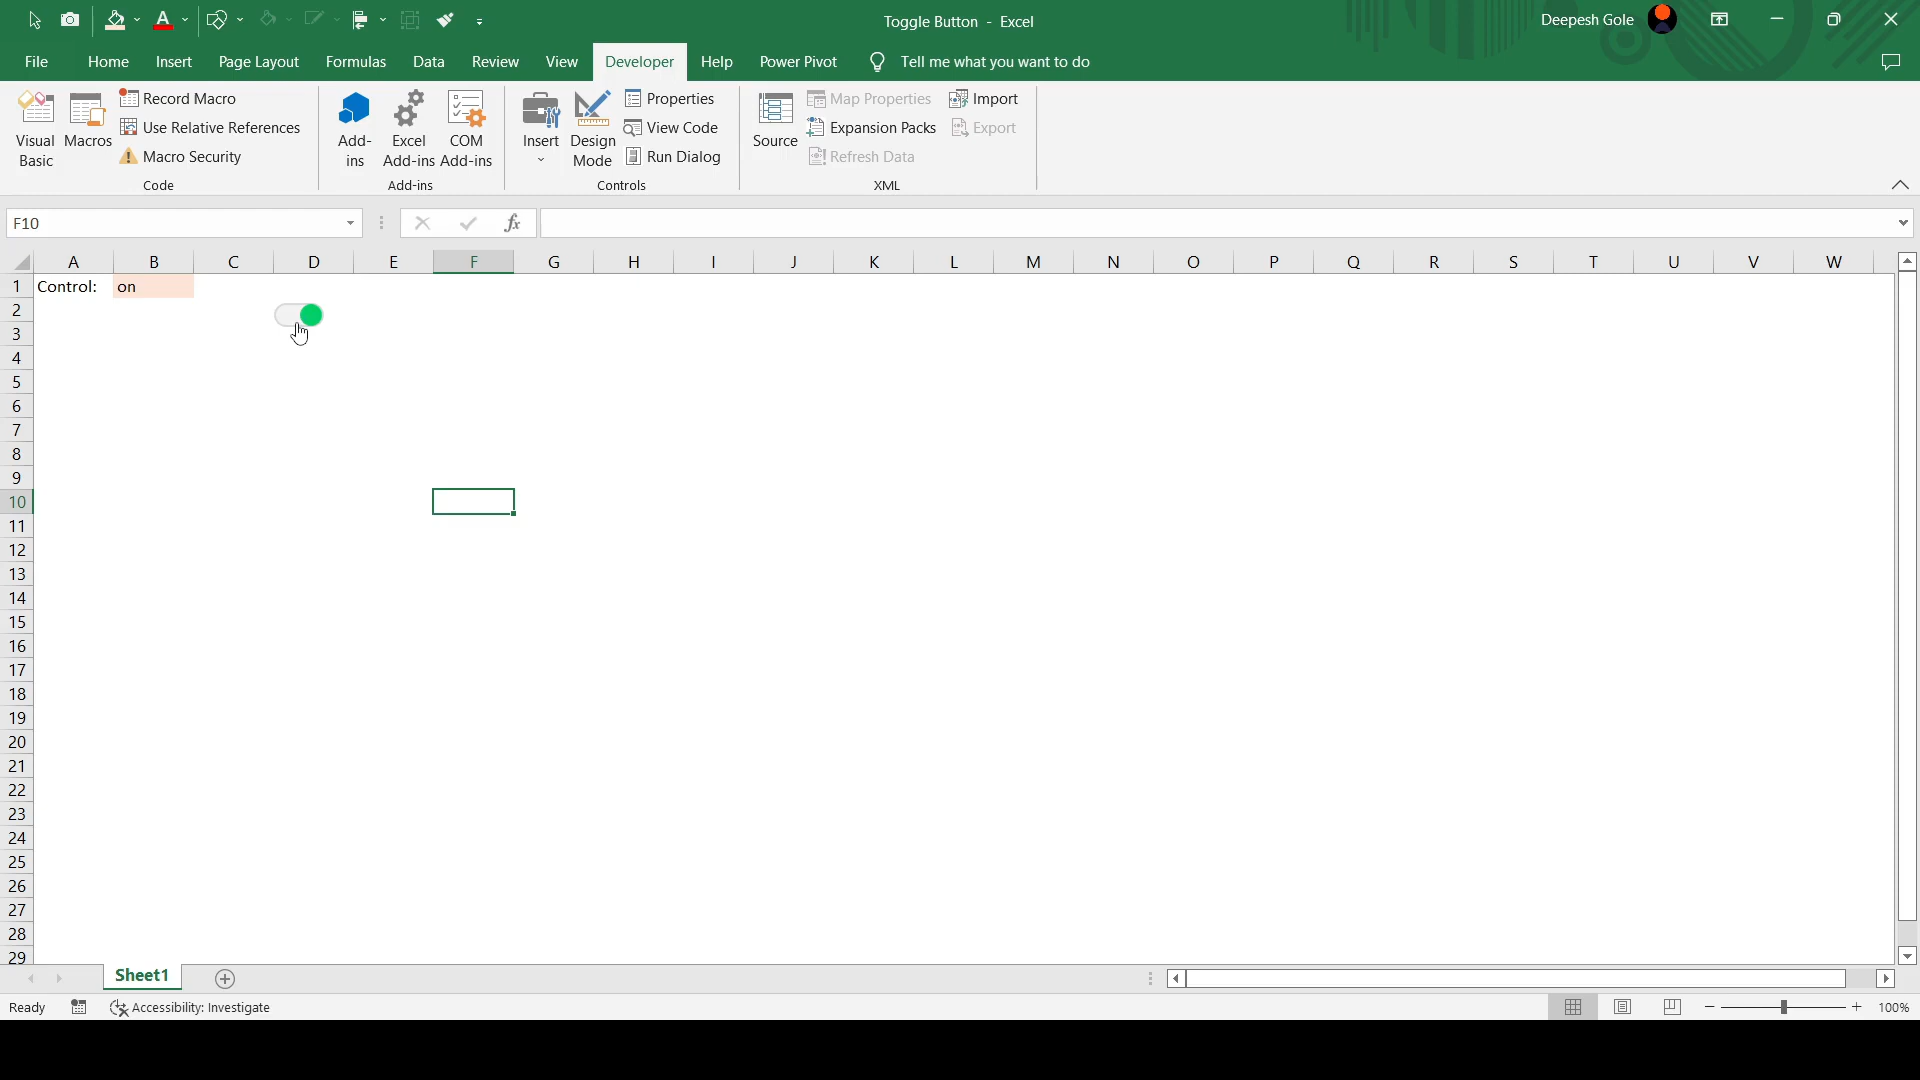 Toggle Button - Excel
Deepesh Gole
File Home Insert Page Layout Formulas Data Review View Developer Help Power Pivot Tell me what you want to do
Visual Basic
Macros
Record Macro
Use Relative References
Macro Security
Code
Add-ins
Excel Add-ins
COM Add-ins
Add-ins
Insert
Design Mode
Properties
View Code
Run Dialog
Controls
Source
Map Properties
Expansion Packs
Refresh Data
Import
Export
XML
F10
fx
A B C D E F G H I J K L M N O P Q R S T U V W
1 Control: on
2
3
4
5
6
7
8
9
10
11
12
13
14
15
16
17
18
19
20
21
22
23
24
25
26
27
28
29
Sheet1
Ready Accessibility: Investigate 100%